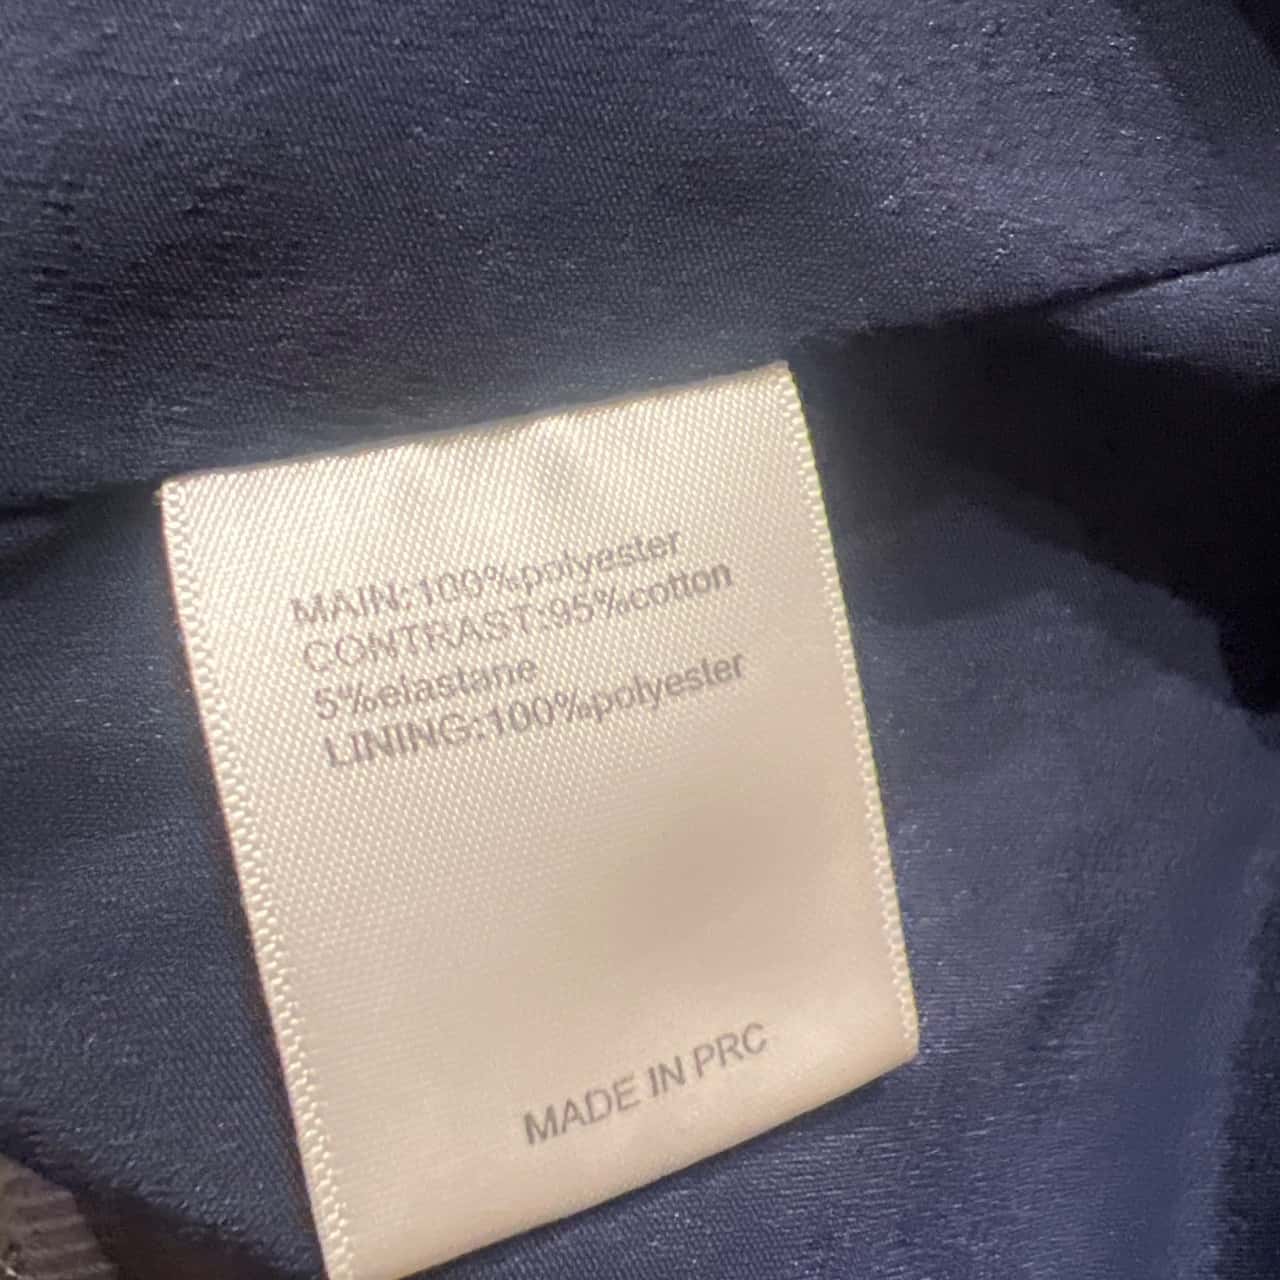 MAIN:100%polyester
CONTRAST:95%cotton
5%elastane
LINING:100%polyester
MADE IN PRC